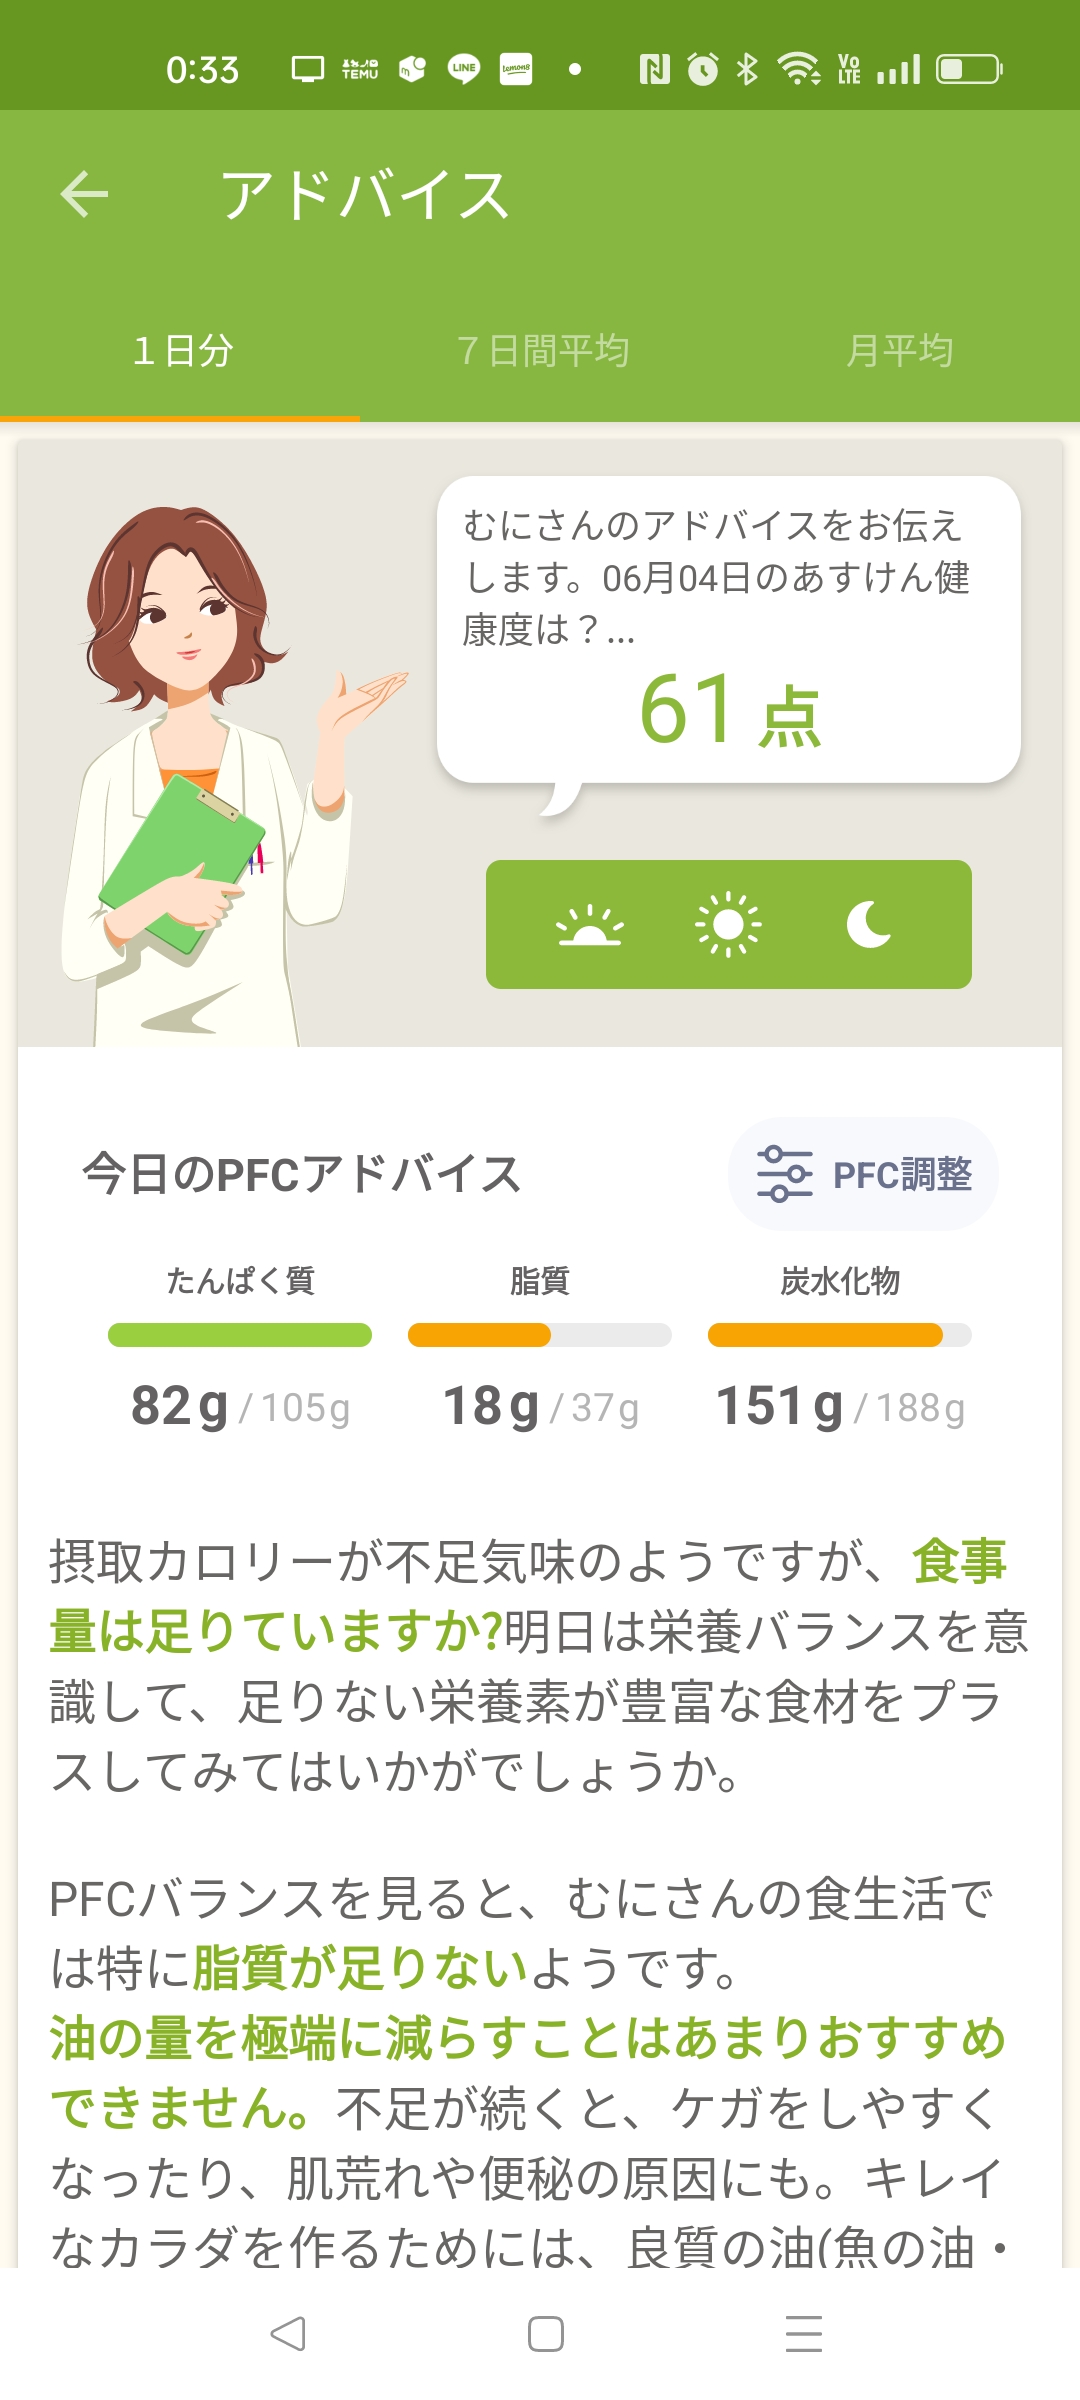 0:33
TEMU
LINE
lemon8
Vo
LTE
アドバイス
1日分
7日間平均
月平均
むにさんのアドバイスをお伝え
します。06月04日のあすけん健
康度は？...
61点
今日のPFCアドバイス
PFC調整
たんぱく質
脂質
炭水化物
82g/105g
18g/37g
151g/188g
摂取カロリーが不足気味のようですが、食事
量は足りていますか?明日は栄養バランスを意
識して、足りない栄養素が豊富な食材をプラ
スしてみてはいかがでしょうか。
PFCバランスを見ると、むにさんの食生活で
は特に脂質が足りないようです。
油の量を極端に減らすことはあまりおすすめ
できません。不足が続くと、ケガをしやすく
なったり、肌荒れや便秘の原因にも。キレイ
なカラダを作るためには、良質の油(魚の油・